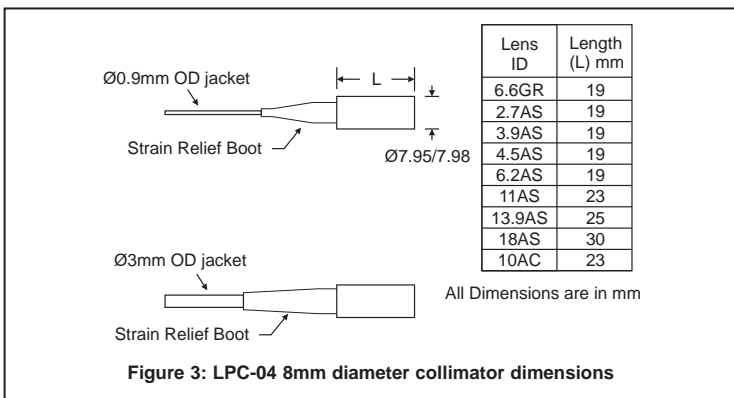 Ø0.9mm OD jacket
L
Strain Relief Boot
Ø7.95/7.98
Ø3mm OD jacket
Strain Relief Boot
Lens ID Length (L) mm
6.6GR 19
2.7AS 19
3.9AS 19
4.5AS 19
6.2AS 19
11AS 23
13.9AS 25
18AS 30
10AC 23
All Dimensions are in mm
Figure 3: LPC-04 8mm diameter collimator dimensions